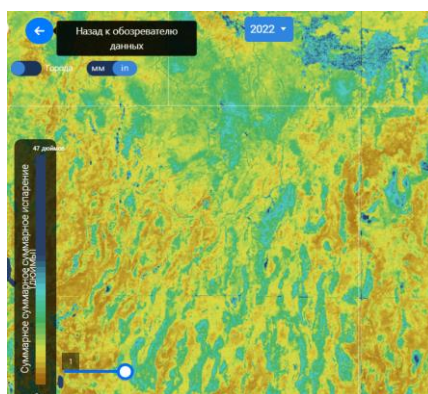 Назад к обозревателю
данных
2022
Города
мм
in
47 дюймов
Суммарное суммарное суммарное испарение
(дюймы)
1